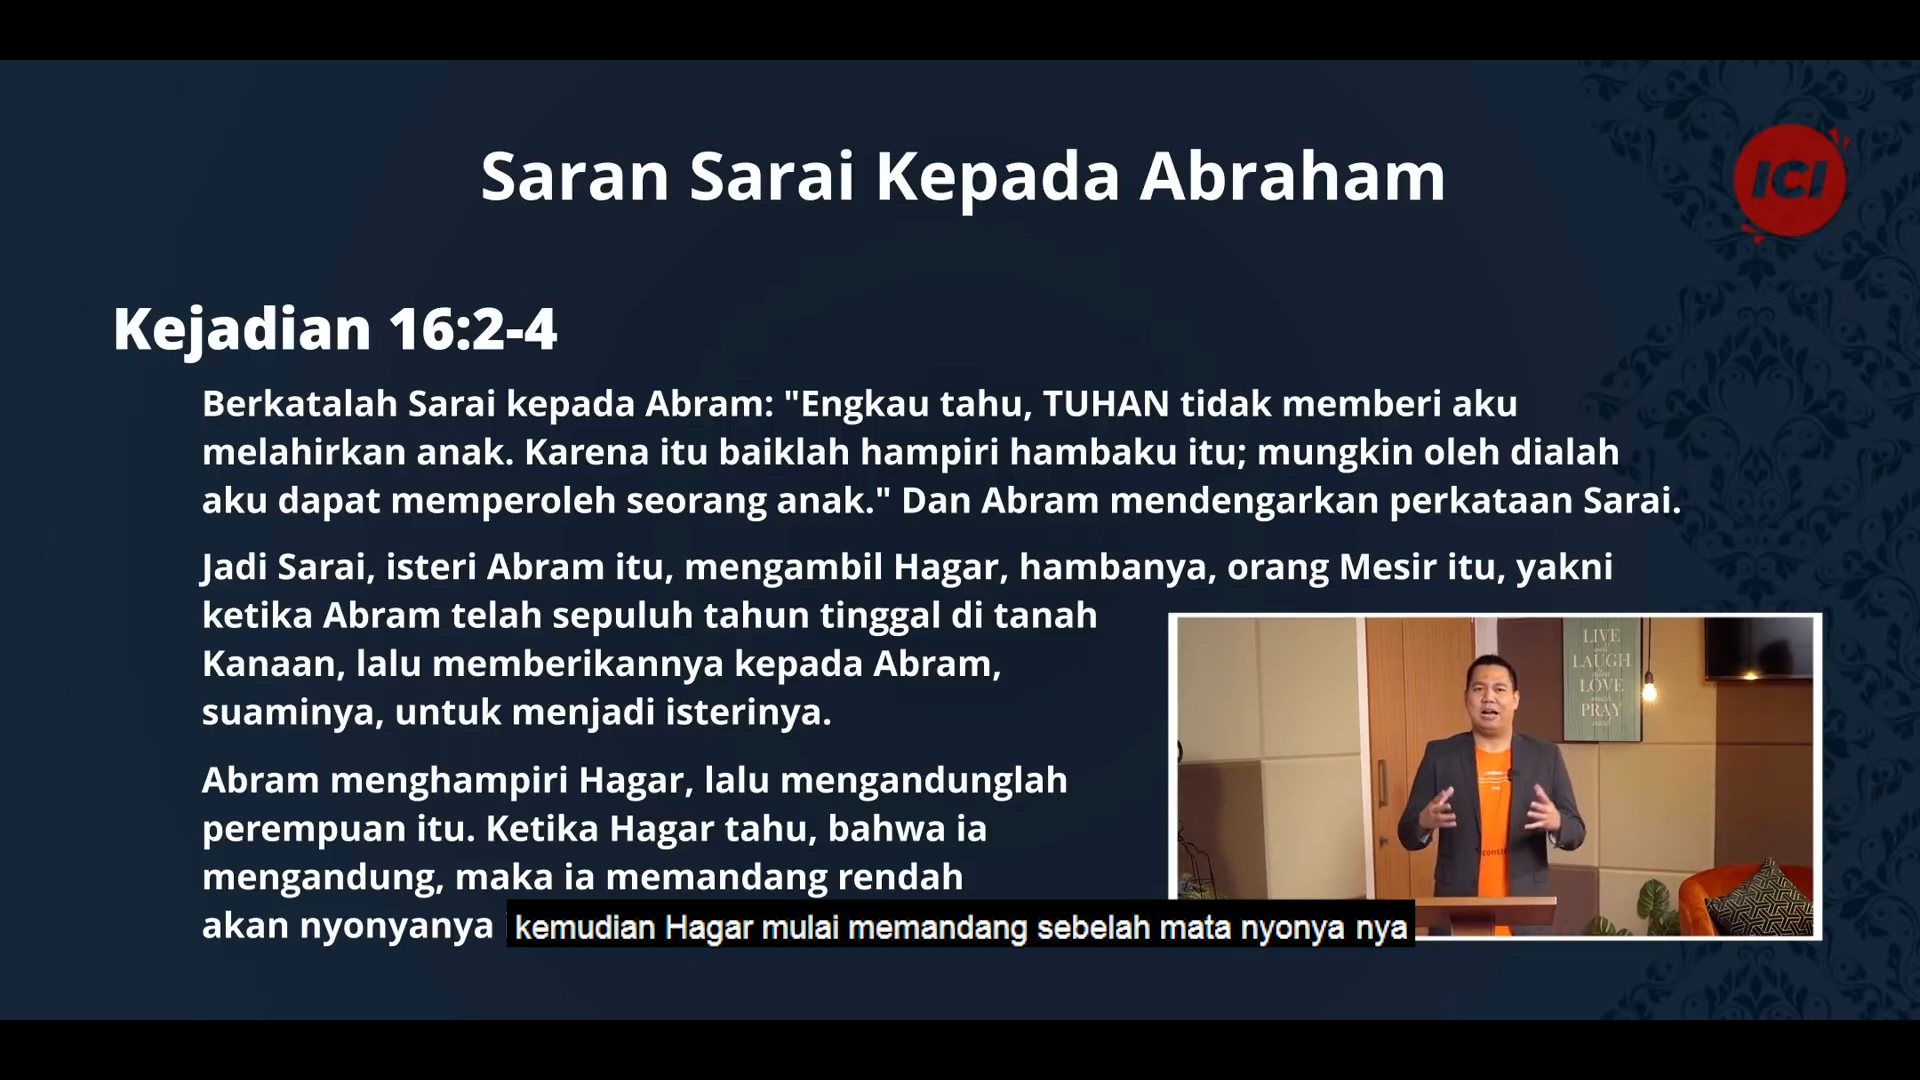 Saran Sarai Kepada Abraham
ICI
Kejadian 16:2-4
Berkatalah Sarai kepada Abram: "Engkau tahu, TUHAN tidak memberi aku
melahirkan anak. Karena itu baiklah hampiri hambaku itu; mungkin oleh dialah
aku dapat memperoleh seorang anak." Dan Abram mendengarkan perkataan Sarai.
Jadi Sarai, isteri Abram itu, mengambil Hagar, hambanya, orang Mesir itu, yakni
ketika Abram telah sepuluh tahun tinggal di tanah
Kanaan, lalu memberikannya kepada Abram,
suaminya, untuk menjadi isterinya.
Abram menghampiri Hagar, lalu mengandunglah
perempuan itu. Ketika Hagar tahu, bahwa ia
mengandung, maka ia memandang rendah
akan nyonyanya
LIVE
LAUGH
LOVE
PRAY
kemudian Hagar mulai memandang sebelah mata nyonya nya